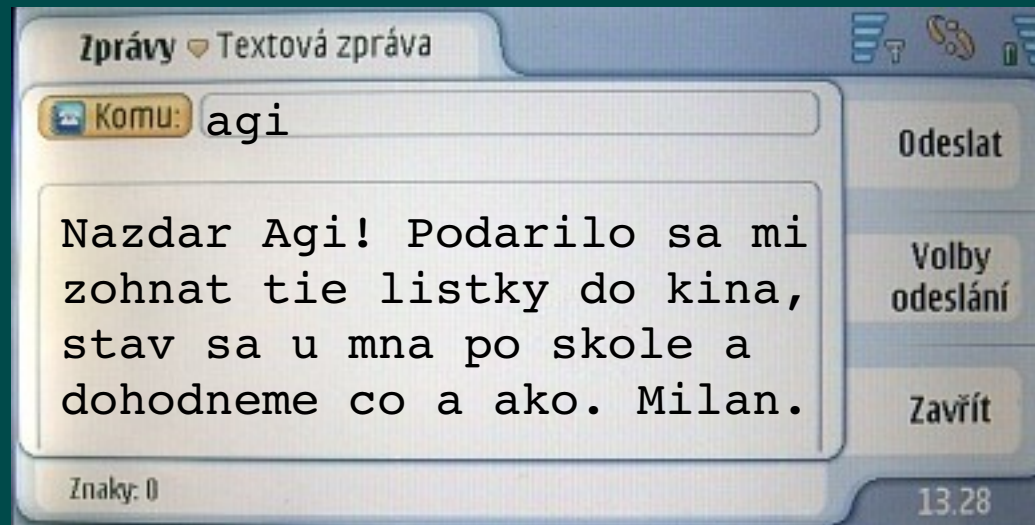 Zprávy Textová zpráva
Komu: agi
Odeslat
Nazdar Agi! Podarilo sa mi
zohnat tie listky do kina,
stav sa u mna po skole a
dohodneme co a ako. Milan.
Volby
odeslání
Zavřít
Znaky: 0
13.28